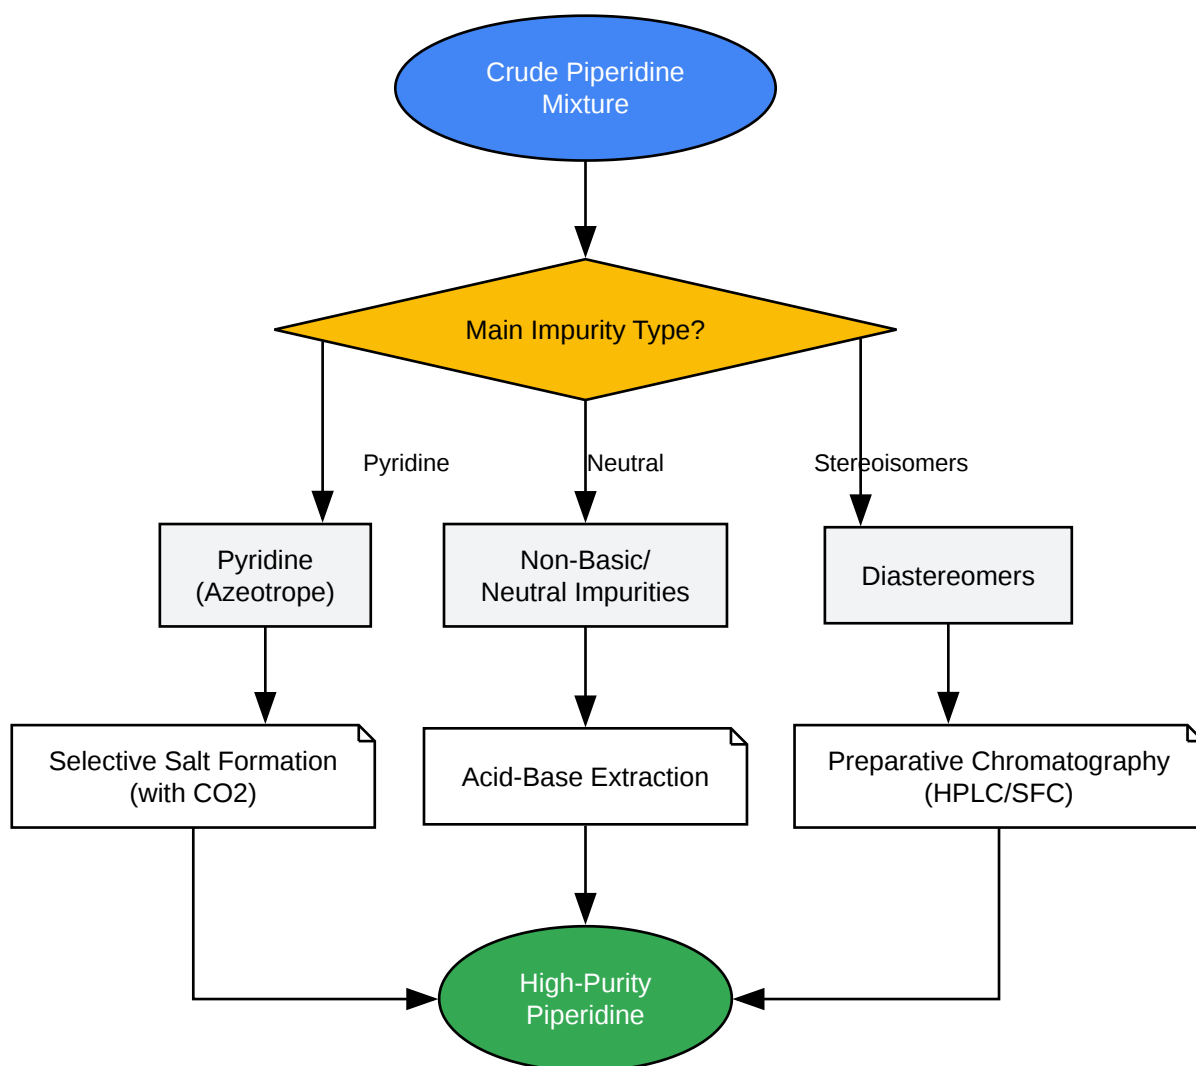 Crude Piperidine
Mixture
Main Impurity Type?
Pyridine
Neutral
Stereoisomers
Pyridine
(Azeotrope)
Non-Basic/
Neutral Impurities
Diastereomers
Selective Salt Formation
(with CO2)
Acid-Base Extraction
Preparative Chromatography
(HPLC/SFC)
High-Purity
Piperidine